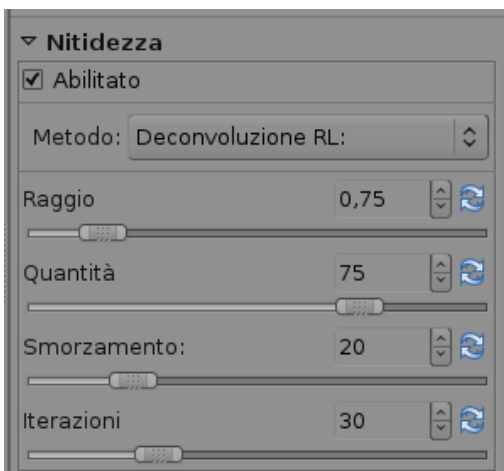 Nitidezza
Abilitato
Metodo: Deconvoluzione RL:
Raggio 0,75
Quantità 75
Smorzamento: 20
Iterazioni 30